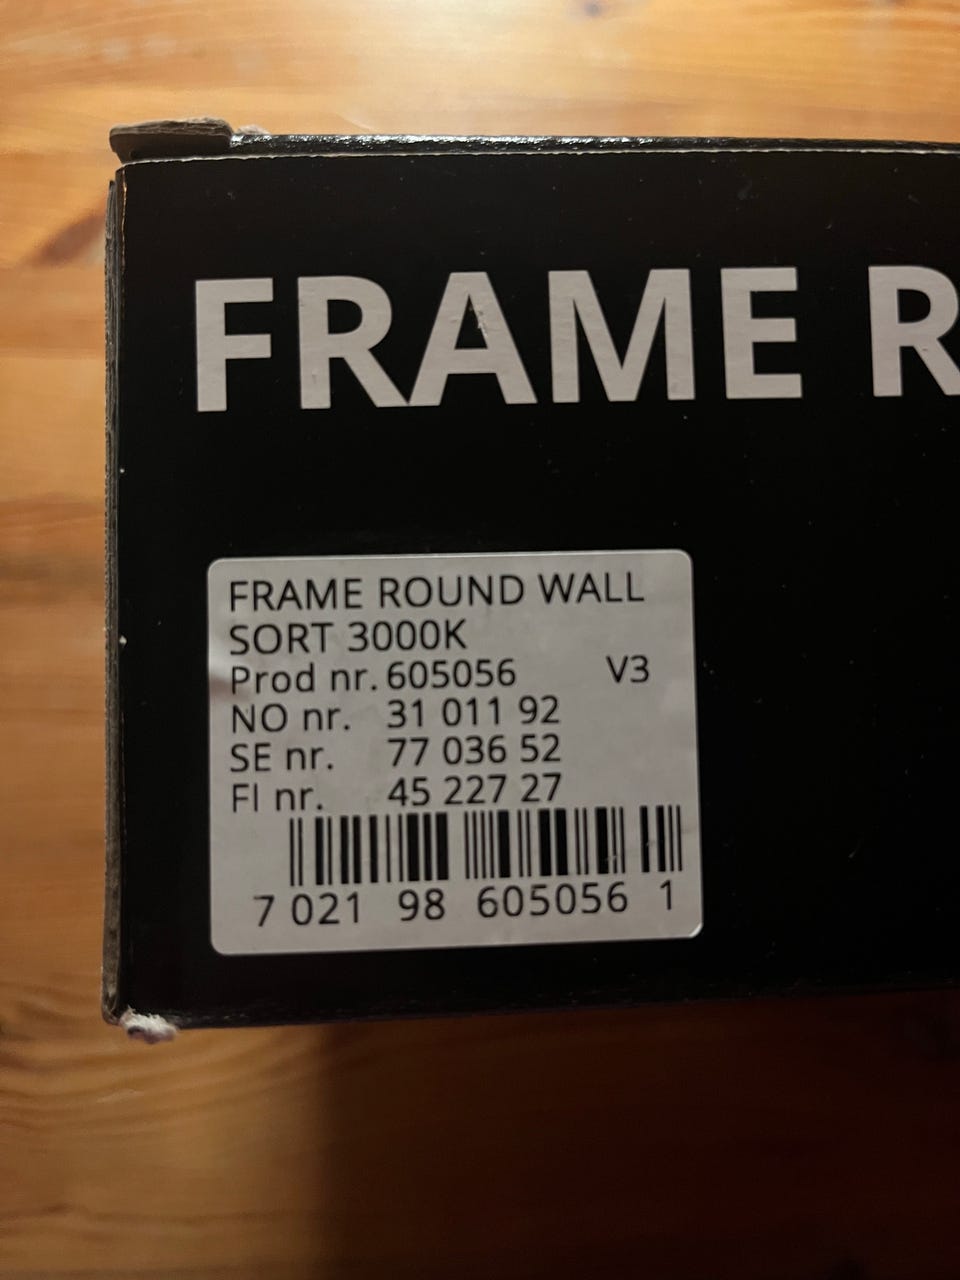 FRAME R
FRAME ROUND WALL
SORT 3000K
Prod nr. 605056 V3
NO nr. 31 011 92
SE nr. 77 036 52
FI nr. 45 227 27
7 021 98 605056 1